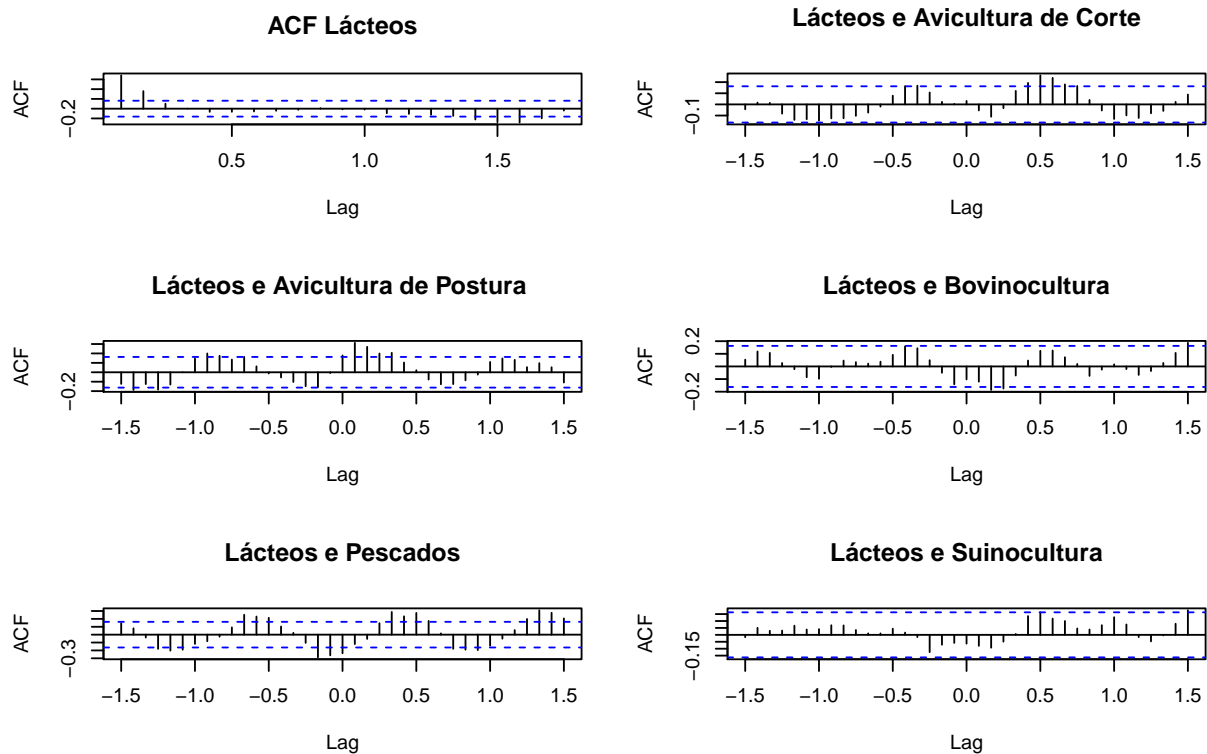 ACF Lácteos
ACF
−0.2
0.5 1.0 1.5
Lag
Lácteos e Avicultura de Corte
ACF
−0.1
−1.5 −1.0 −0.5 0.0 0.5 1.0 1.5
Lag
Lácteos e Avicultura de Postura
ACF
−0.2
−1.5 −1.0 −0.5 0.0 0.5 1.0 1.5
Lag
Lácteos e Bovinocultura
ACF
0.2
−0.2
−1.5 −1.0 −0.5 0.0 0.5 1.0 1.5
Lag
Lácteos e Pescados
ACF
−0.3
−1.5 −1.0 −0.5 0.0 0.5 1.0 1.5
Lag
Lácteos e Suinocultura
ACF
−0.15
−1.5 −1.0 −0.5 0.0 0.5 1.0 1.5
Lag